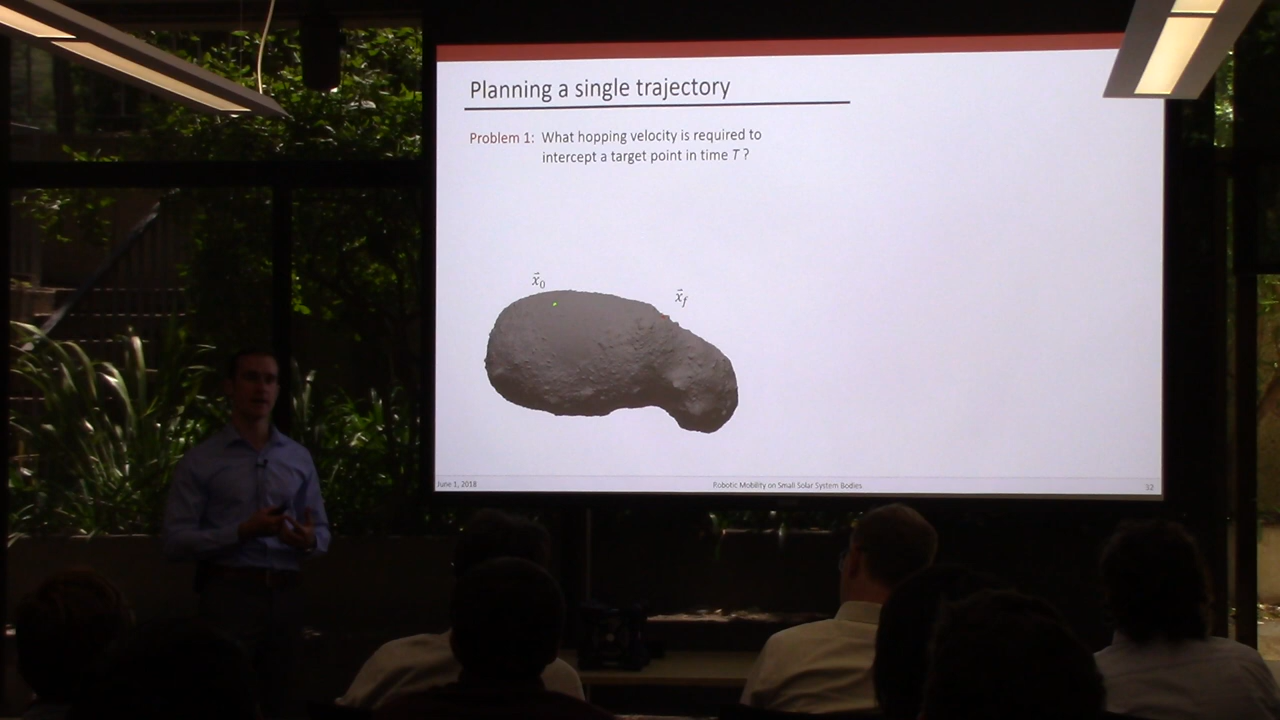 Planning a single trajectory
Problem 1: What hopping velocity is required to
intercept a target point in time T ?
x⃗₀
x⃗f
June 1, 2018
Robotic Mobility on Small Solar System Bodies
32